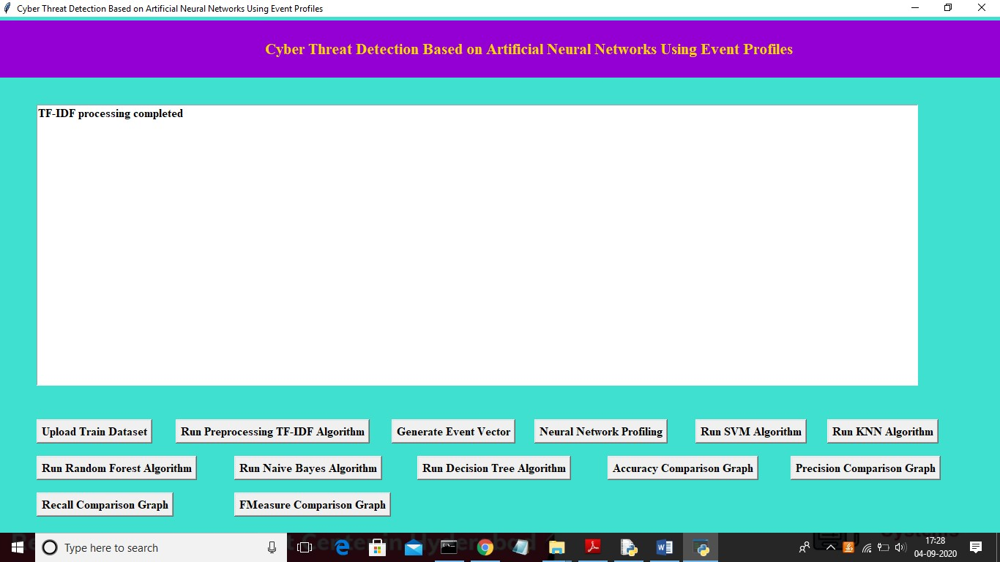 Cyber Threat Detection Based on Artificial Neural Networks Using Event Profiles
Cyber Threat Detection Based on Artificial Neural Networks Using Event Profiles
TF-IDF processing completed
Upload Train Dataset Run Preprocessing TF-IDF Algorithm Generate Event Vector Neural Network Profiling Run SVM Algorithm Run KNN Algorithm
Run Random Forest Algorithm Run Naive Bayes Algorithm Run Decision Tree Algorithm Accuracy Comparison Graph Precision Comparison Graph
Recall Comparison Graph FMeasure Comparison Graph
Type here to search
17:28
04-09-2020